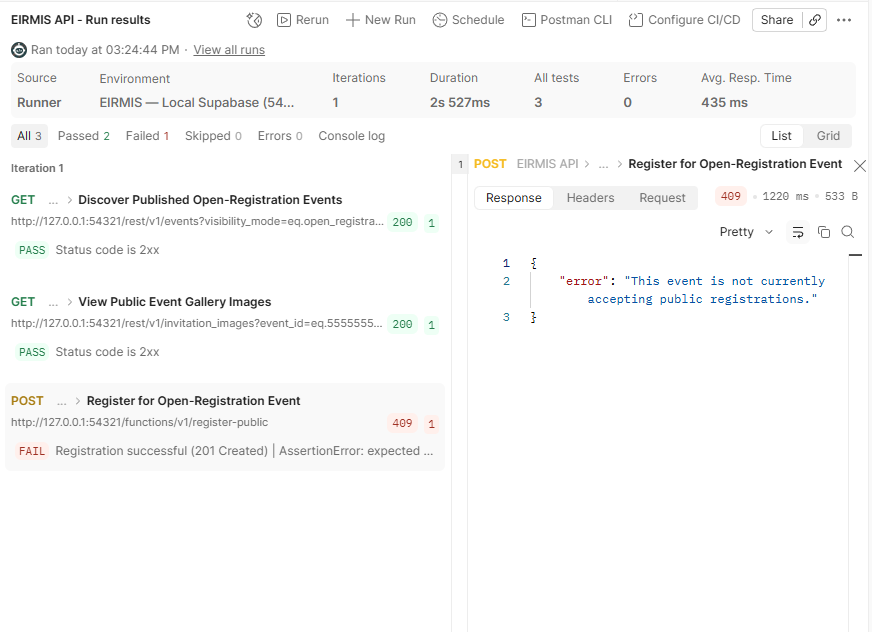 EIRMIS API - Run results
Rerun
New Run
Schedule
Postman CLI
Configure CI/CD
Share
Ran today at 03:24:44 PM · View all runs
Source Environment Iterations Duration All tests Errors Avg. Resp. Time
Runner EIRMIS — Local Supabase (54... 1 2s 527ms 3 0 435 ms
All 3 Passed 2 Failed 1 Skipped 0 Errors 0 Console log
List Grid
Iteration 1
GET ... > Discover Published Open-Registration Events
http://127.0.0.1:54321/rest/v1/events?visibility_mode=eq.open_registra... 200 1
PASS Status code is 2xx
GET ... > View Public Event Gallery Images
http://127.0.0.1:54321/rest/v1/invitation_images?event_id=eq.5555555... 200 1
PASS Status code is 2xx
POST ... > Register for Open-Registration Event
http://127.0.0.1:54321/functions/v1/register-public 409 1
FAIL Registration successful (201 Created) | AssertionError: expected ...
1 POST EIRMIS API > ... > Register for Open-Registration Event
Response Headers Request 409 • 1220 ms • 533 B
Pretty
1 {
2 "error": "This event is not currently
accepting public registrations."
3 }